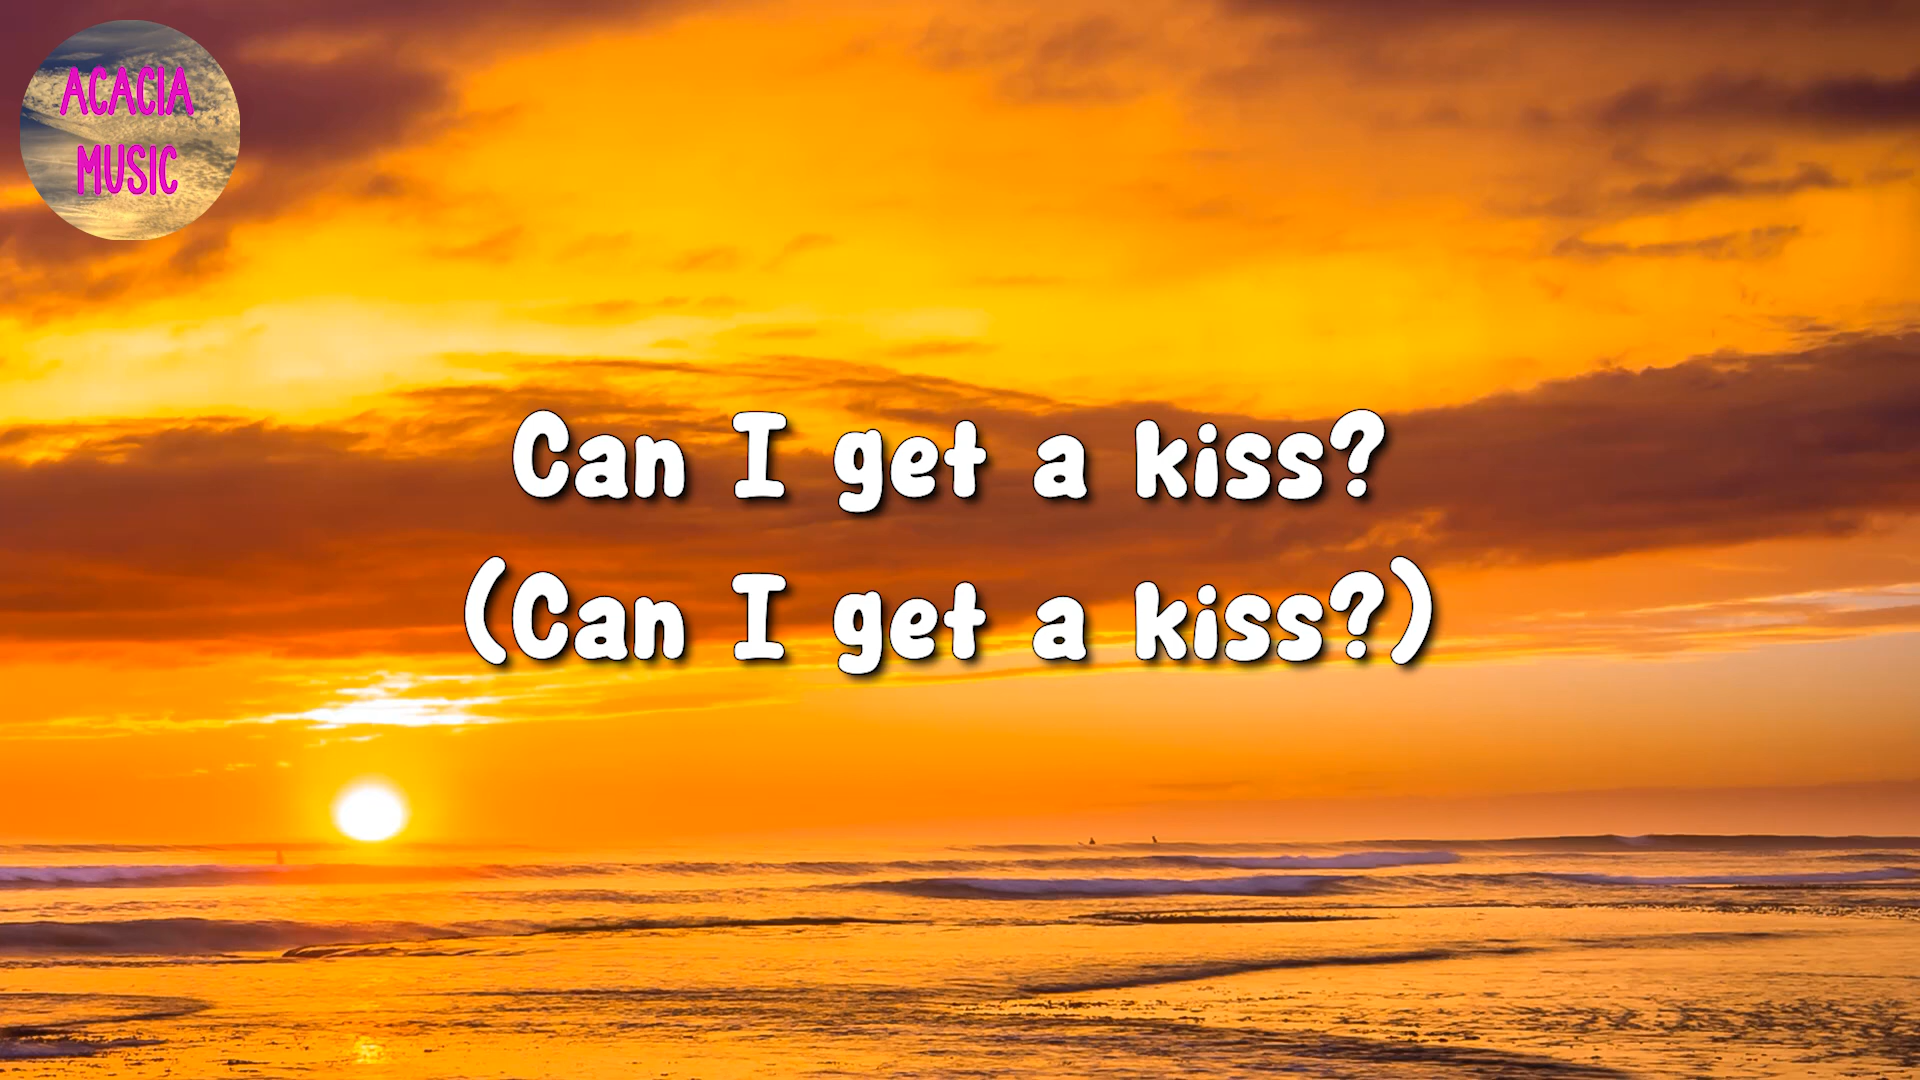 ACACIA
MUSIC
Can I get a kiss?
(Can I get a kiss?)